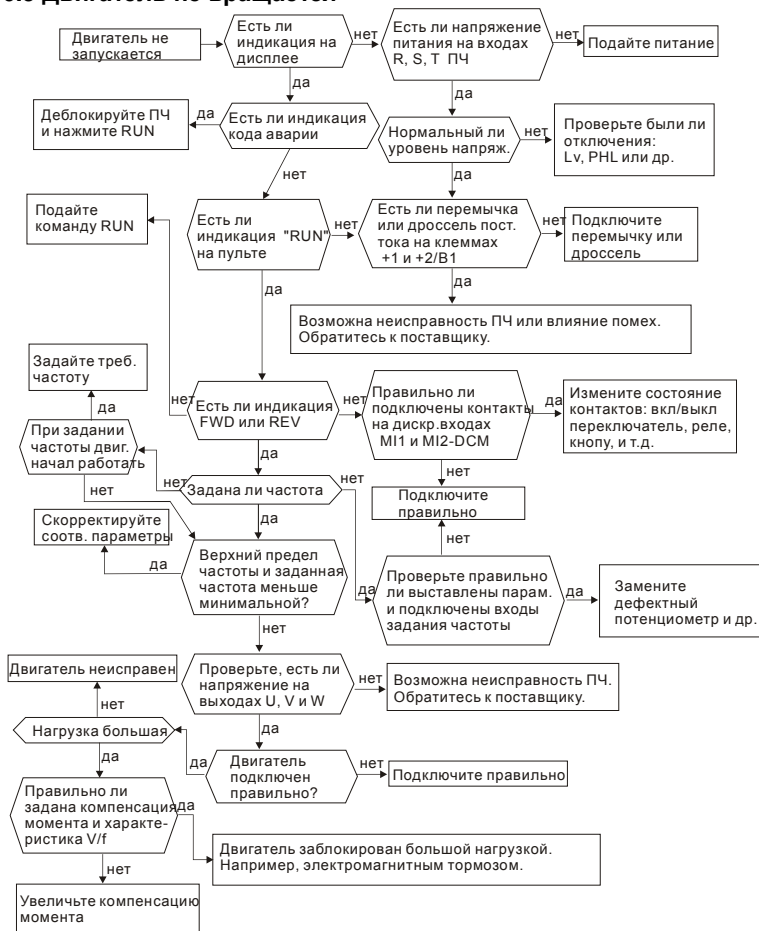 Двигатель не
запускается
Есть ли
индикация на
дисплее
нет
Есть ли напряжение
питания на входах
R, S, T ПЧ
нет
Подайте питание
да
да
Деблокируйте ПЧ
и нажмите RUN
да
Есть ли индикация
кода аварии
Нормальный ли
уровень напряж.
нет
Проверьте были ли
отключения:
Lv, PHL или др.
нет
да
Подайте
команду RUN
Есть ли
индикация "RUN"
на пульте
нет
Есть ли перемычка
или дроссель пост.
тока на клеммах
+1 и +2/B1
нет
Подключите
перемычку или
дроссель
да
да
Возможна неисправность ПЧ или влияние помех.
Обратитесь к поставщику.
Задайте треб.
частоту
да
нет
Есть ли индикация
FWD или REV
нет
Правильно ли
подключены контакты
на дискр.входах
MI1 и MI2-DCM
да
Измените состояние
контактов: вкл/выкл
переключатель, реле,
кнопу, и т.д.
При задании
частоты двиг.
начал работать
да
нет
нет
нет
Задана ли частота
нет
Подключите
правильно
да
нет
Скорректируйте
соотв. параметры
да
Верхний предел
частоты и заданная
частота меньше
минимальной?
да
Проверьте правильно
ли выставлены парам.
и подключены входы
задания частоты
да
Замените
дефектный
потенциометр и др.
нет
Двигатель неисправен
Проверьте, есть ли
напряжение на
выходах U, V и W
нет
Возможна неисправность ПЧ.
Обратитесь к поставщику.
нет
да
Нагрузка большая
да
Двигатель
подключен
правильно?
нет
Подключите правильно
да
Правильно ли
задана компенсация
момента и характе-
ристика V/f
да
Двигатель заблокирован большой нагрузкой.
Например, электромагнитным тормозом.
нет
Увеличьте компенсацию
момента